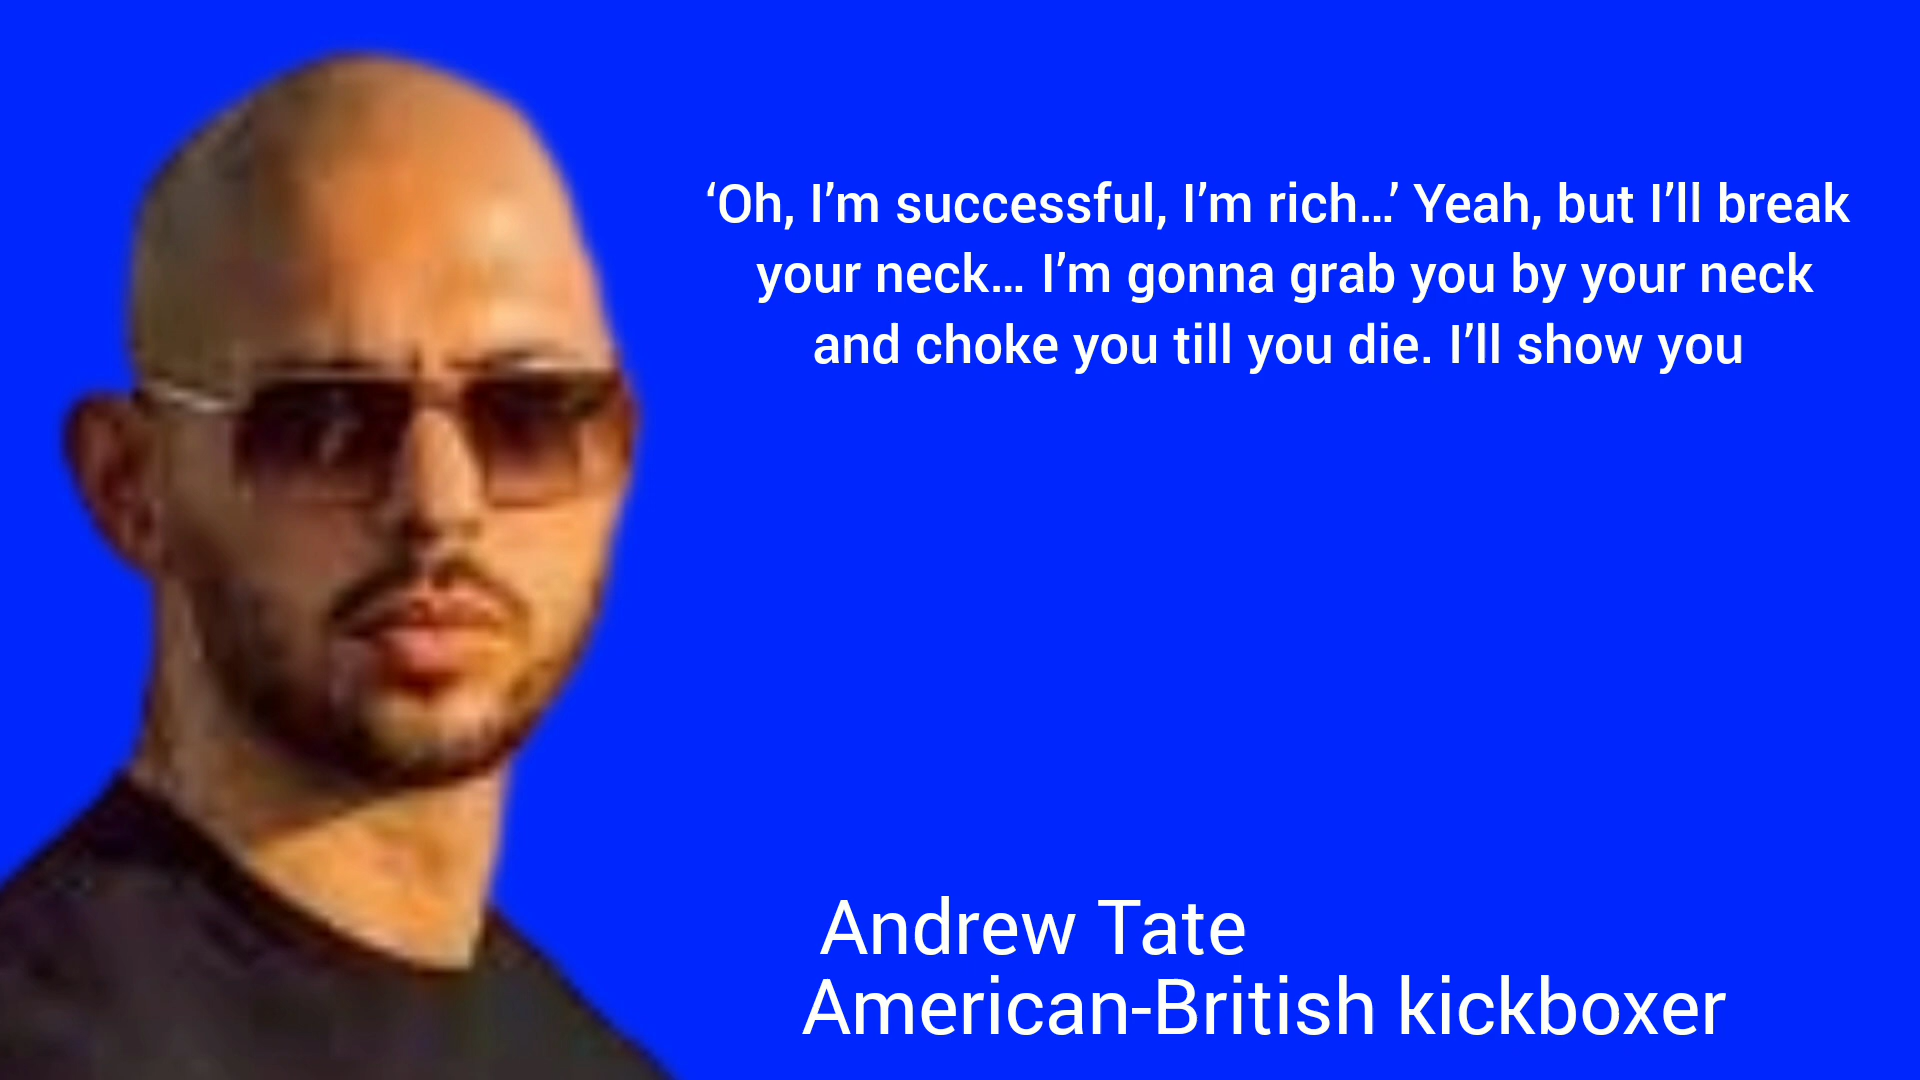 ‘Oh, I’m successful, I’m rich…’ Yeah, but I’ll break
your neck… I’m gonna grab you by your neck
and choke you till you die. I’ll show you
Andrew Tate
American-British kickboxer